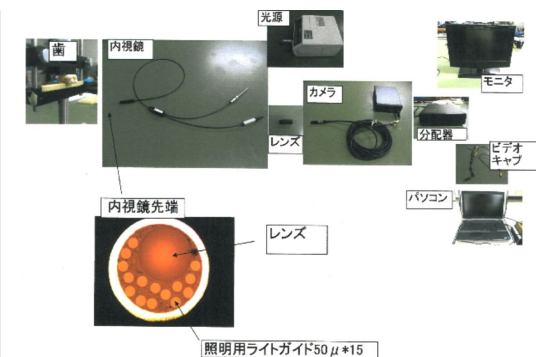 光源
歯
内視鏡
カメラ
モニタ
レンズ
分配器
ビデオ
キャプ
パソコン
内視鏡先端
レンズ
照明用ライトガイド50μ*15